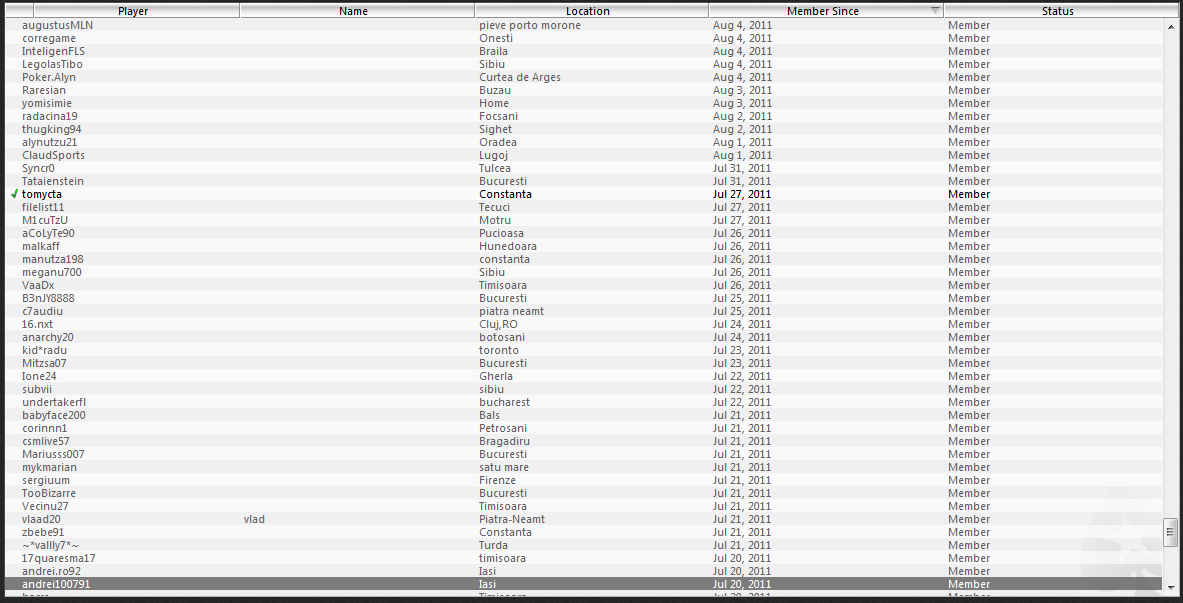 Player Name Location Member Since Status
augustusMLN pieve porto morone Aug 4, 2011 Member
corregame Onesti Aug 4, 2011 Member
InteligenFLS Braila Aug 4, 2011 Member
LegolasTibo Sibiu Aug 4, 2011 Member
Poker.Alyn Curtea de Arges Aug 4, 2011 Member
Raresian Buzau Aug 3, 2011 Member
yomisimie Home Aug 3, 2011 Member
radacina19 Focsani Aug 2, 2011 Member
thugking94 Sighet Aug 2, 2011 Member
alynutzu21 Oradea Aug 1, 2011 Member
ClaudSports Lugoj Aug 1, 2011 Member
Syncr0 Tulcea Jul 31, 2011 Member
Tataienstein Bucuresti Jul 31, 2011 Member
tomycta Constanta Jul 27, 2011 Member
filelist11 Tecuci Jul 27, 2011 Member
M1cuTzU Motru Jul 27, 2011 Member
aCoLyTe90 Pucioasa Jul 26, 2011 Member
malkaff Hunedoara Jul 26, 2011 Member
manutza198 constanta Jul 26, 2011 Member
meganu700 Sibiu Jul 26, 2011 Member
VaaDx Timisoara Jul 26, 2011 Member
B3nJY8888 Bucuresti Jul 25, 2011 Member
c7audiu piatra neamt Jul 25, 2011 Member
16.nxt Cluj,RO Jul 24, 2011 Member
anarchy20 botosani Jul 24, 2011 Member
kid*radu toronto Jul 23, 2011 Member
Mitzsa07 Bucuresti Jul 23, 2011 Member
Ione24 Gherla Jul 22, 2011 Member
subvii sibiu Jul 22, 2011 Member
undertakerfl bucharest Jul 22, 2011 Member
babyface200 Bals Jul 21, 2011 Member
corinnn1 Petrosani Jul 21, 2011 Member
csmlive57 Bragadiru Jul 21, 2011 Member
Mariusss007 Bucuresti Jul 21, 2011 Member
mykmarian satu mare Jul 21, 2011 Member
sergiuum Firenze Jul 21, 2011 Member
TooBizarre Bucuresti Jul 21, 2011 Member
Vecinu27 Timisoara Jul 21, 2011 Member
vlaad20 vlad Piatra-Neamt Jul 21, 2011 Member
zbebe91 Constanta Jul 21, 2011 Member
~*vallly7*~ Turda Jul 21, 2011 Member
17quaresma17 timisoara Jul 20, 2011 Member
andrei.ro92 Iasi Jul 20, 2011 Member
andrei100791 Iasi Jul 20, 2011 Member